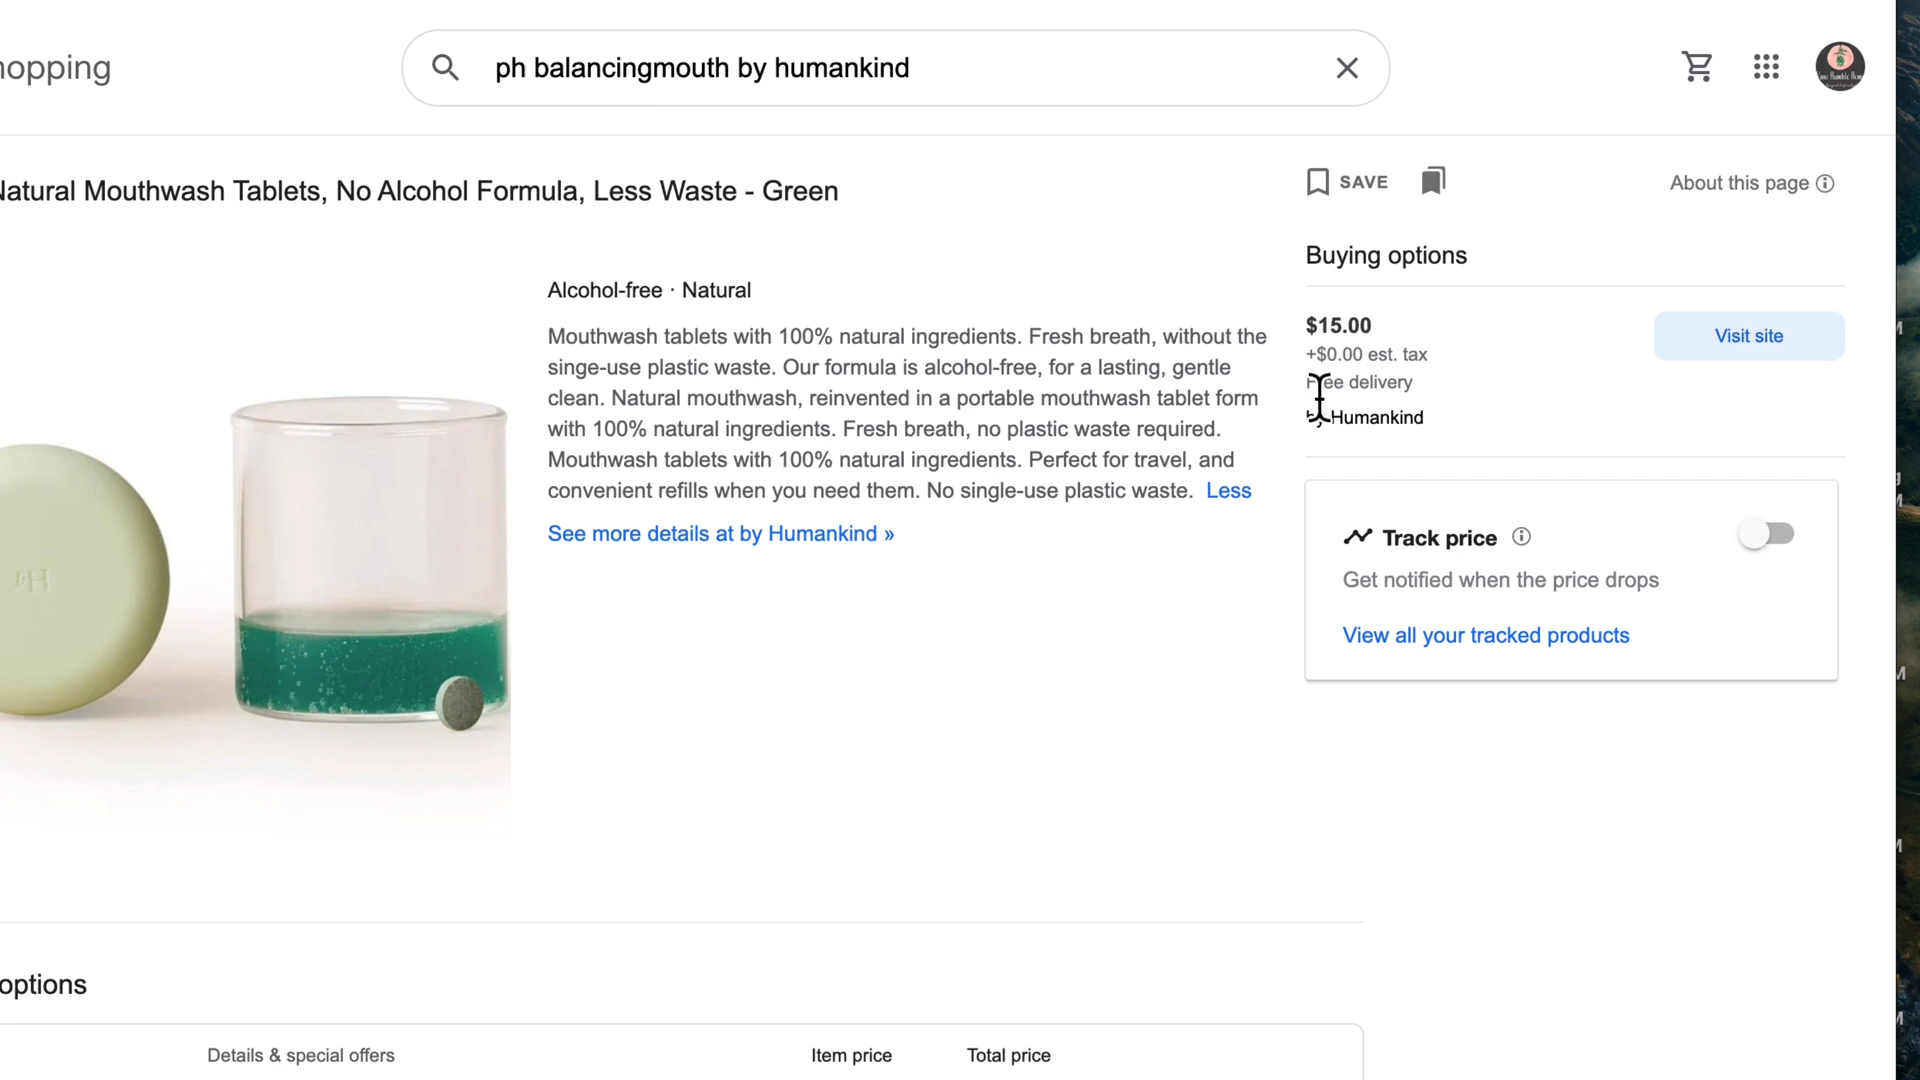 hopping
ph balancingmouth by humankind
Natural Mouthwash Tablets, No Alcohol Formula, Less Waste - Green
SAVE
About this page
Buying options
Alcohol-free · Natural
Mouthwash tablets with 100% natural ingredients. Fresh breath, without the
singe-use plastic waste. Our formula is alcohol-free, for a lasting, gentle
clean. Natural mouthwash, reinvented in a portable mouthwash tablet form
with 100% natural ingredients. Fresh breath, no plastic waste required.
Mouthwash tablets with 100% natural ingredients. Perfect for travel, and
convenient refills when you need them. No single-use plastic waste. Less
See more details at by Humankind »
$15.00
Visit site
+$0.00 est. tax
Free delivery
by Humankind
Track price
Get notified when the price drops
View all your tracked products
bH
options
Details & special offers
Item price
Total price